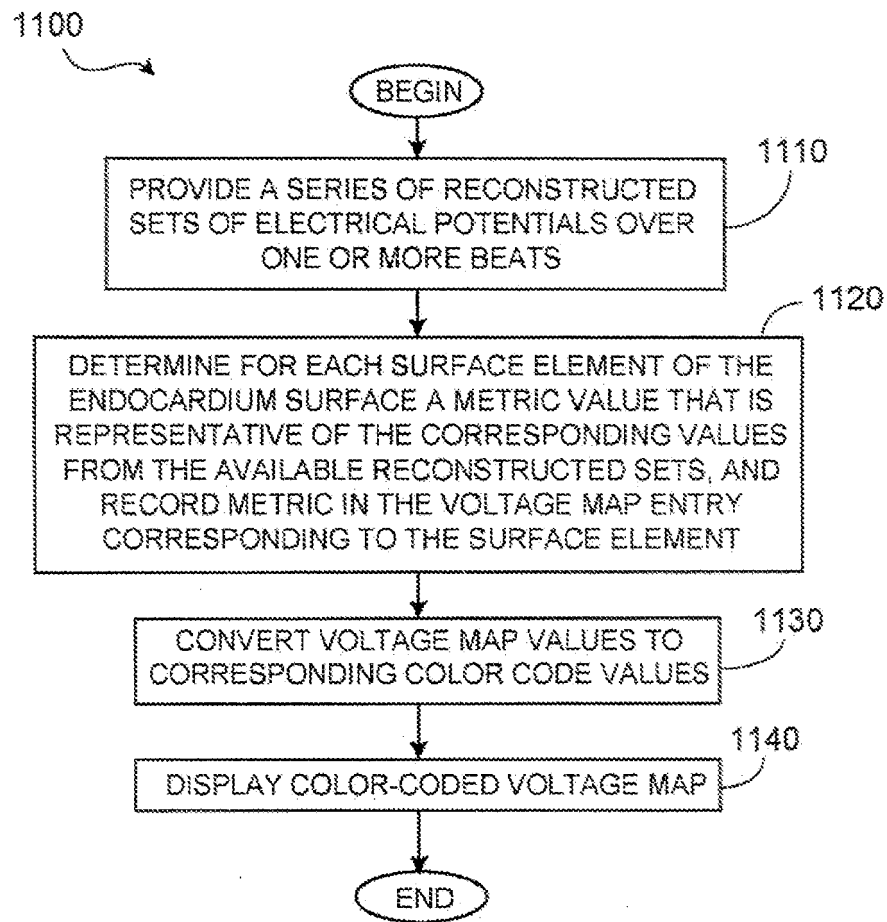 1100
BEGIN
1110
PROVIDE A SERIES OF RECONSTRUCTED
SETS OF ELECTRICAL POTENTIALS OVER
ONE OR MORE BEATS
1120
DETERMINE FOR EACH SURFACE ELEMENT OF THE
ENDOCARDIUM SURFACE A METRIC VALUE THAT IS
REPRESENTATIVE OF THE CORRESPONDING VALUES
FROM THE AVAILABLE RECONSTRUCTED SETS, AND
RECORD METRIC IN THE VOLTAGE MAP ENTRY
CORRESPONDING TO THE SURFACE ELEMENT
1130
CONVERT VOLTAGE MAP VALUES TO
CORRESPONDING COLOR CODE VALUES
1140
DISPLAY COLOR-CODED VOLTAGE MAP
END